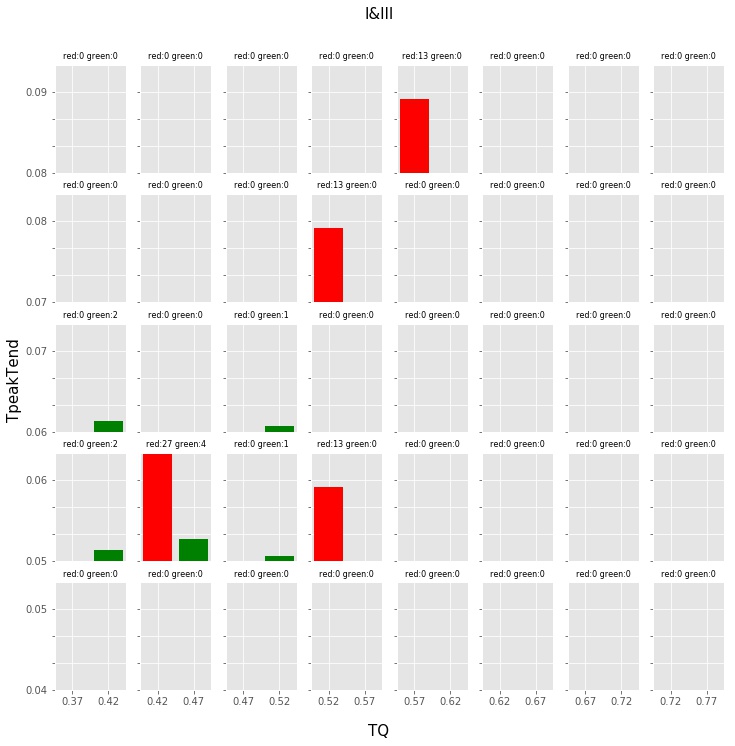 I&III
red:0 green:0 red:0 green:0 red:0 green:0 red:0 green:0 red:13 green:0 red:0 green:0 red:0 green:0 red:0 green:0
0.09
0.08
red:0 green:0 red:0 green:0 red:0 green:0 red:13 green:0 red:0 green:0 red:0 green:0 red:0 green:0 red:0 green:0
0.08
0.07
red:0 green:2 red:0 green:0 red:0 green:1 red:0 green:0 red:0 green:0 red:0 green:0 red:0 green:0 red:0 green:0
0.07
TpeakTend
0.06
red:0 green:2 red:27 green:4 red:0 green:1 red:13 green:0 red:0 green:0 red:0 green:0 red:0 green:0 red:0 green:0
0.06
0.05
red:0 green:0 red:0 green:0 red:0 green:0 red:0 green:0 red:0 green:0 red:0 green:0 red:0 green:0 red:0 green:0
0.05
0.04
0.37 0.42 0.42 0.47 0.47 0.52 0.52 0.57 0.57 0.62 0.62 0.67 0.67 0.72 0.72 0.77
TQ